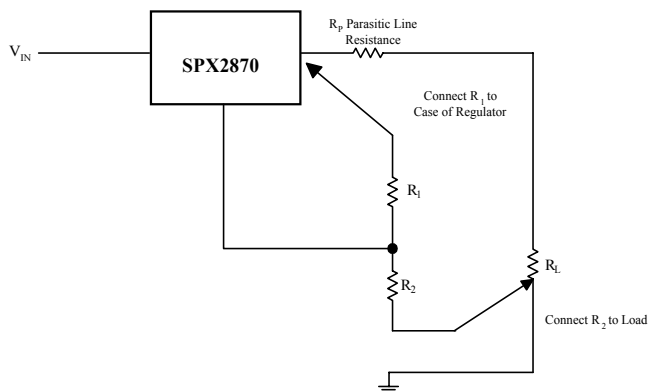 R_P Parasitic Line
Resistance
V_IN
SPX2870
Connect R_1 to
Case of Regulator
R_1
R_L
R_2
Connect R_2 to Load